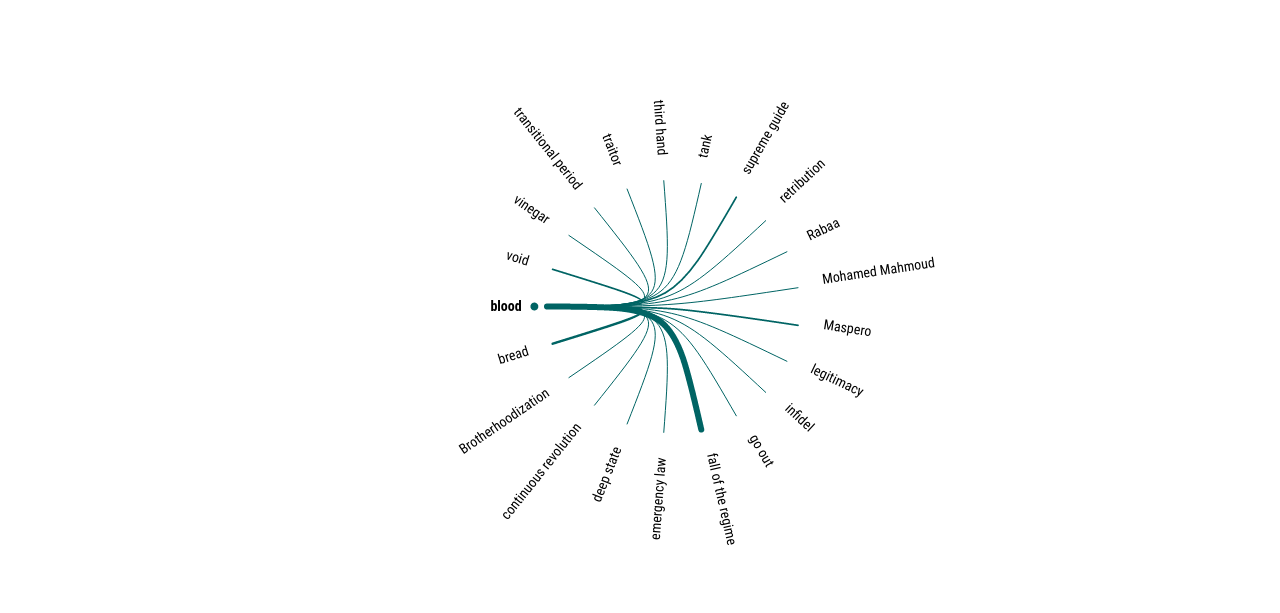 third hand
tank
supreme guide
retribution
Rabaa
Mohamed Mahmoud
Maspero
legitimacy
infidel
go out
fall of the regime
emergency law
deep state
continuous revolution
Brotherhoodization
bread
blood
void
vinegar
transitional period
traitor